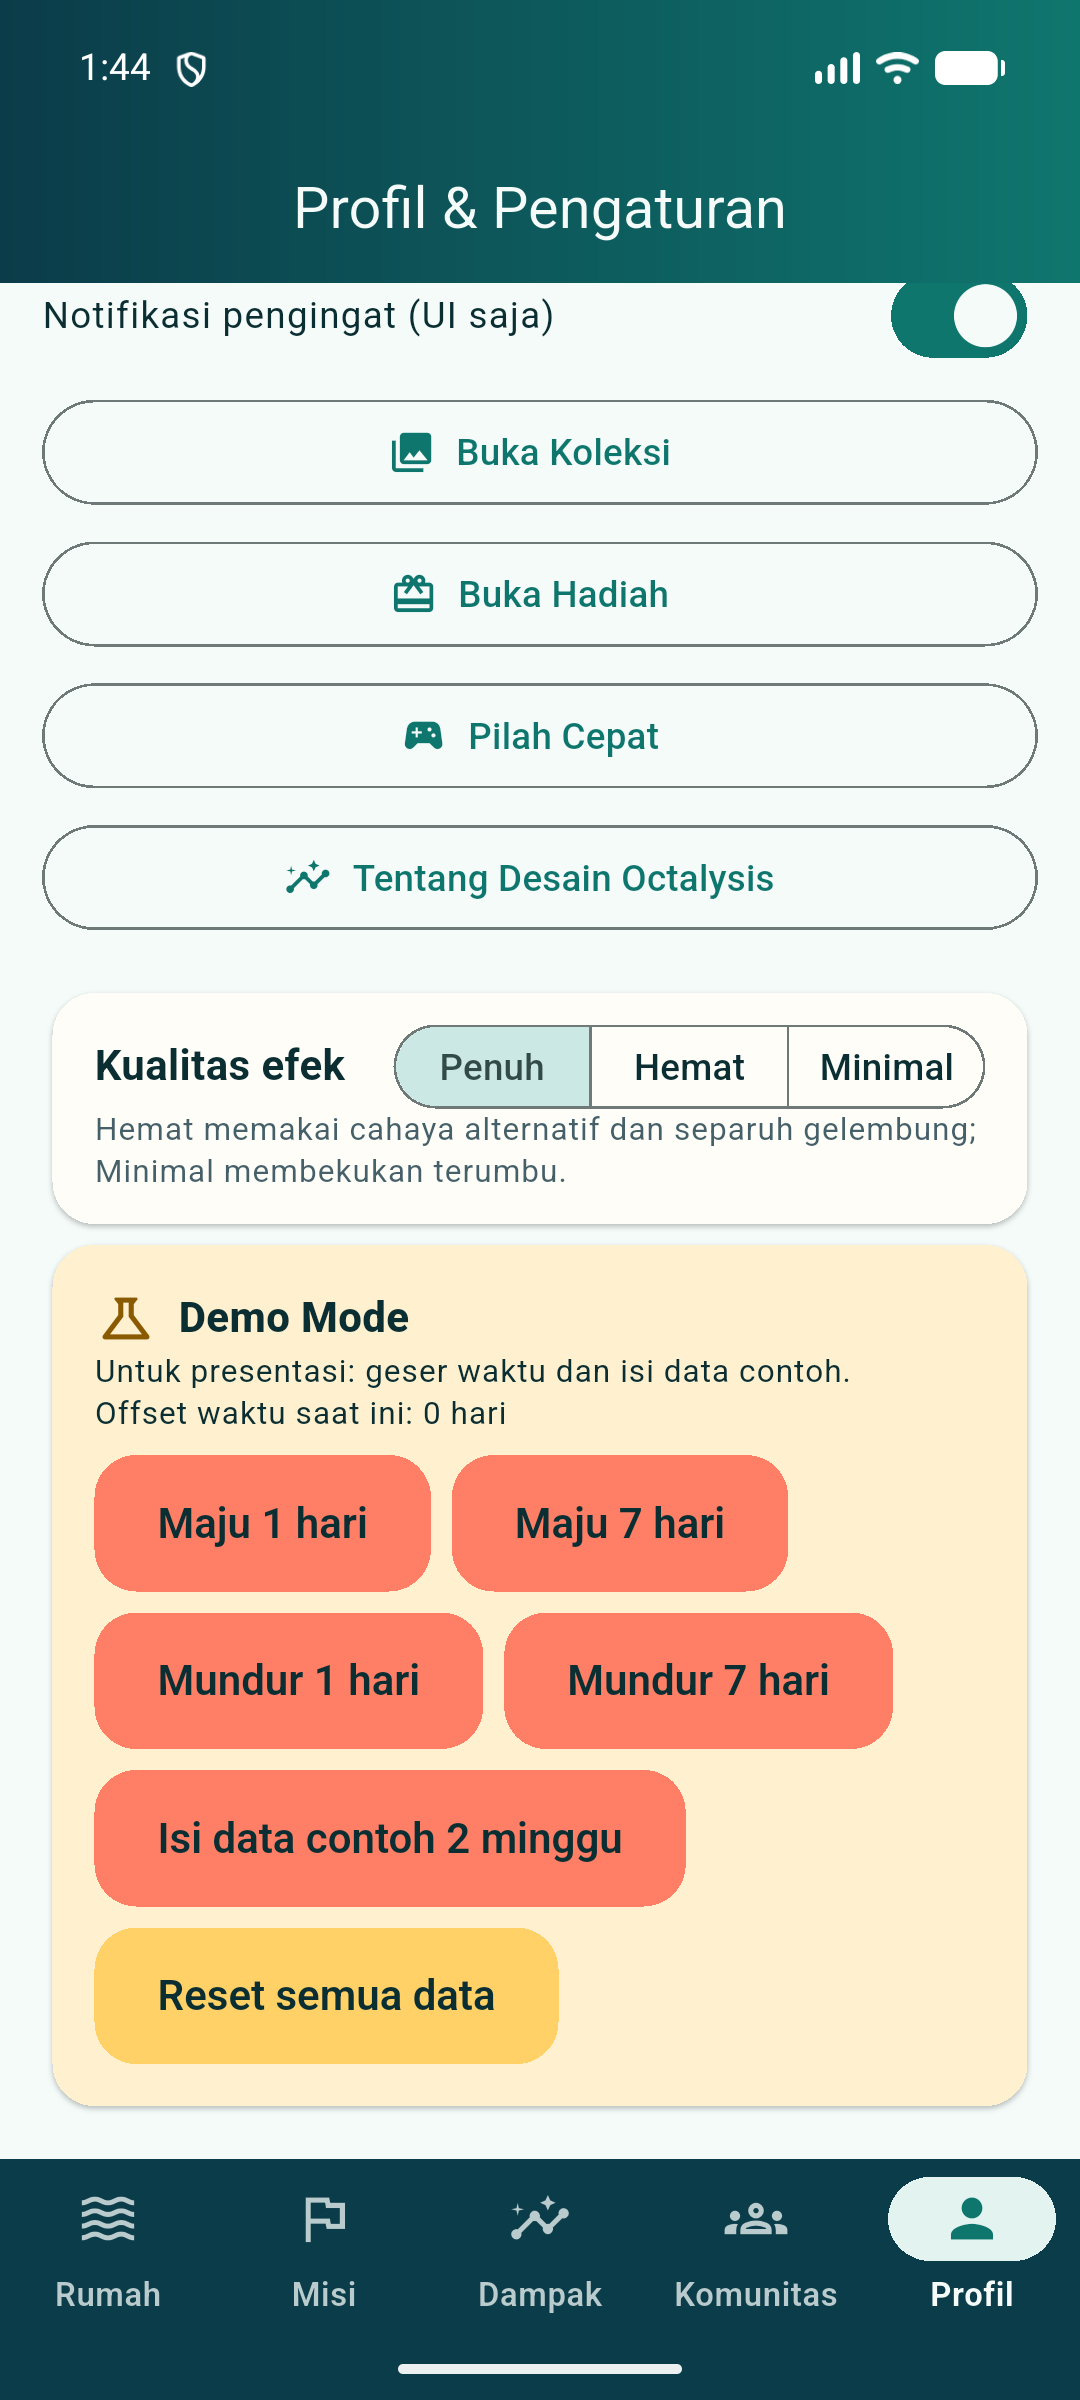 1:44
Profil & Pengaturan
Notifikasi pengingat (UI saja)
Buka Koleksi
Buka Hadiah
Pilah Cepat
Tentang Desain Octalysis
Kualitas efek
Penuh
Hemat
Minimal
Hemat memakai cahaya alternatif dan separuh gelembung;
Minimal membekukan terumbu.
Demo Mode
Untuk presentasi: geser waktu dan isi data contoh.
Offset waktu saat ini: 0 hari
Maju 1 hari
Maju 7 hari
Mundur 1 hari
Mundur 7 hari
Isi data contoh 2 minggu
Reset semua data
Rumah
Misi
Dampak
Komunitas
Profil